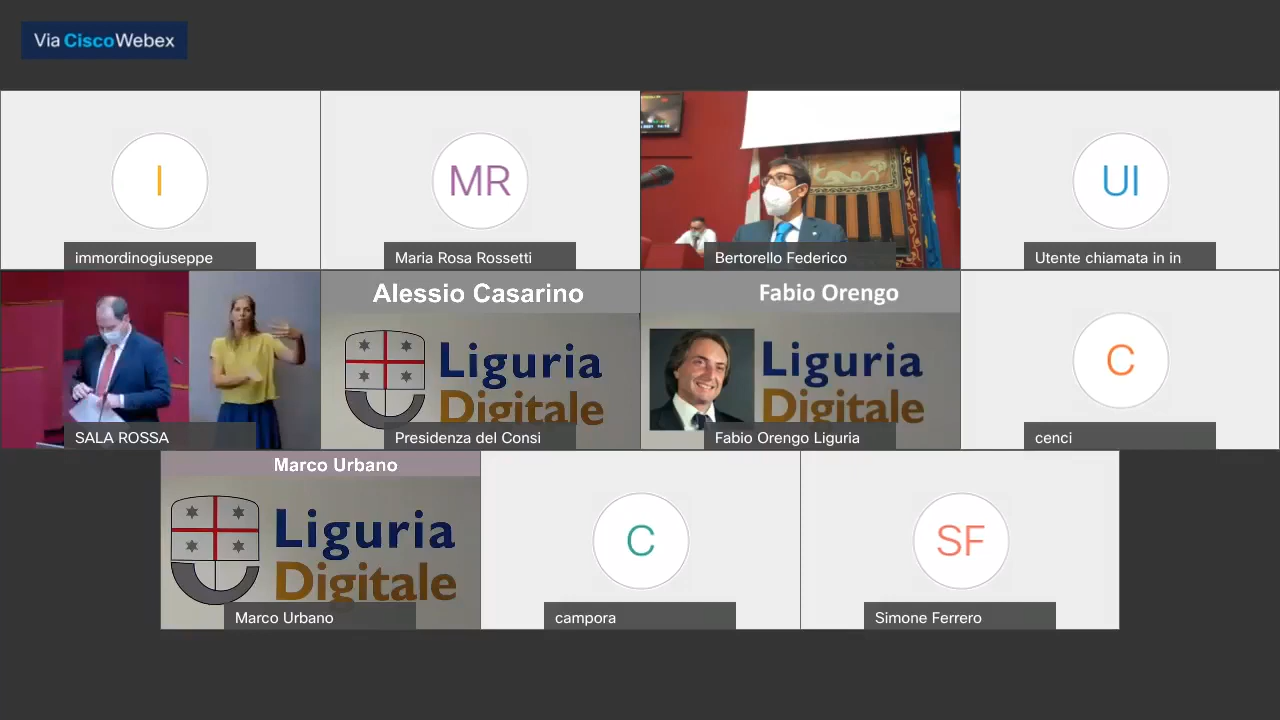 Via CiscoWebex
I
immordinogiuseppe
MR
Maria Rosa Rossetti
Bertorello Federico
UI
Utente chiamata in in
SALA ROSSA
Alessio Casarino
Liguria
Digitale
Presidenza del Consi
Fabio Orengo
Liguria
Digitale
Fabio Orengo Liguria
C
cenci
Marco Urbano
Liguria
Digitale
Marco Urbano
C
campora
SF
Simone Ferrero